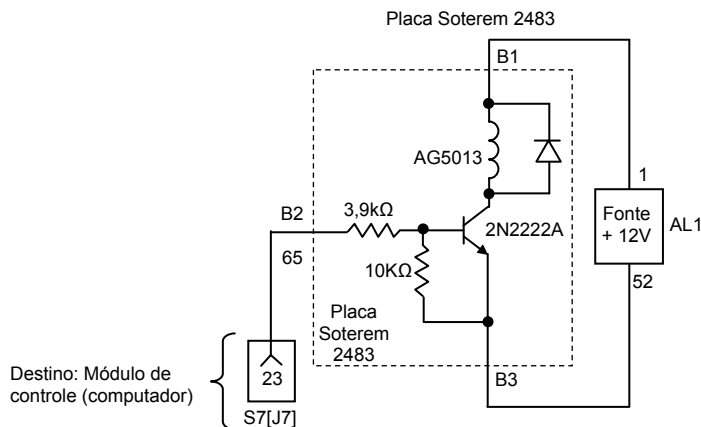 Placa Soterem 2483
B1
AG5013
1
B2
3,9kΩ
2N2222A
Fonte
+ 12V
AL1
65
10KΩ
52
Placa
Soterem
2483
Destino: Módulo de
controle (computador)
23
B3
S7[J7]